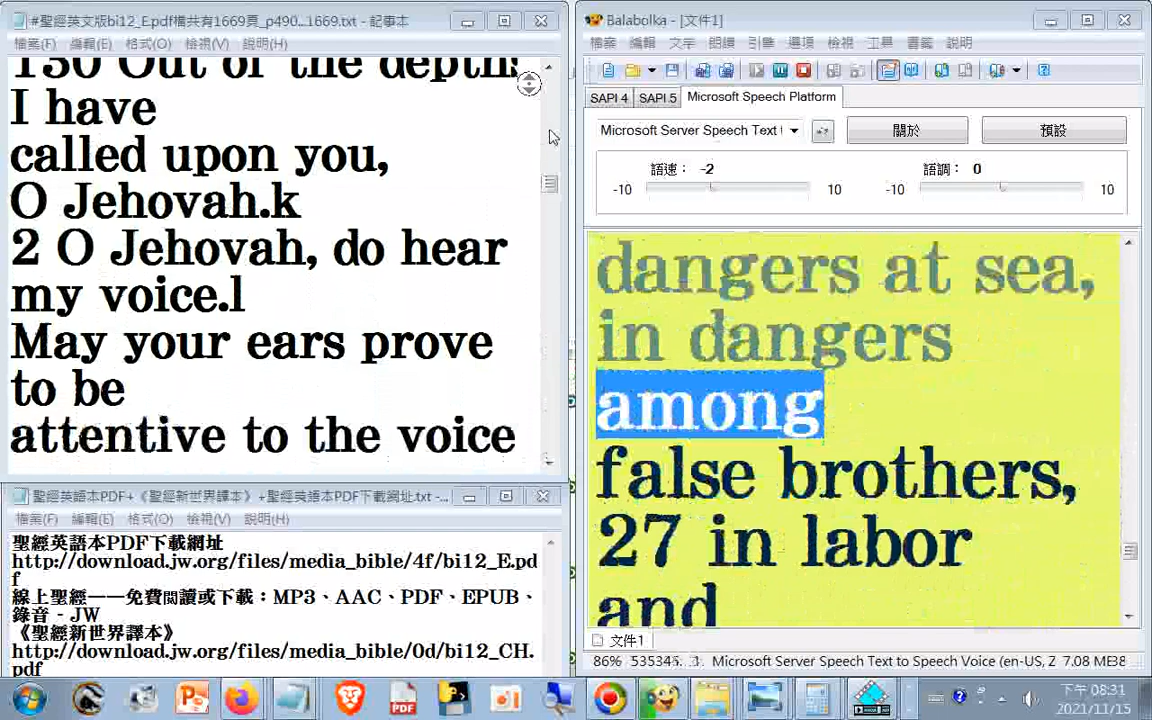 #聖經英文版bi12_E.pdf橫共有1669頁_p490...1669.txt - 記事本
檔案(F) 編輯(E) 格式(O) 檢視(V) 說明(H)
130 Out of the depths
I have
called upon you,
O Jehovah.k
2 O Jehovah, do hear
my voice.l
May your ears prove
to be
attentive to the voice
聖經英語本PDF+《聖經新世界譯本》+聖經英語本PDF下載網址.txt -...
檔案(F) 編輯(E) 格式(O) 檢視(V) 說明(H)
聖經英語本PDF下載網址
http://download.jw.org/files/media_bible/4f/bi12_E.pd
f
線上聖經——免費閱讀或下載：MP3、AAC、PDF、EPUB、
錄音 - JW
《聖經新世界譯本》
http://download.jw.org/files/media_bible/0d/bi12_CH.
pdf
Balabolka - [文件1]
檔案 編輯 文字 朗讀 引擎 選項 檢視 工具 書籤 說明
SAPI 4 SAPI 5 Microsoft Speech Platform
Microsoft Server Speech Text 關於 預設
語速： -2 語調： 0
-10 10 -10 10
dangers at sea,
in dangers
among
false brothers,
27 in labor
and
文件1
86% 535345. Microsoft Server Speech Text to Speech Voice (en-US, Z 7.08 MB
PDF
下午 08:31
2021/11/15